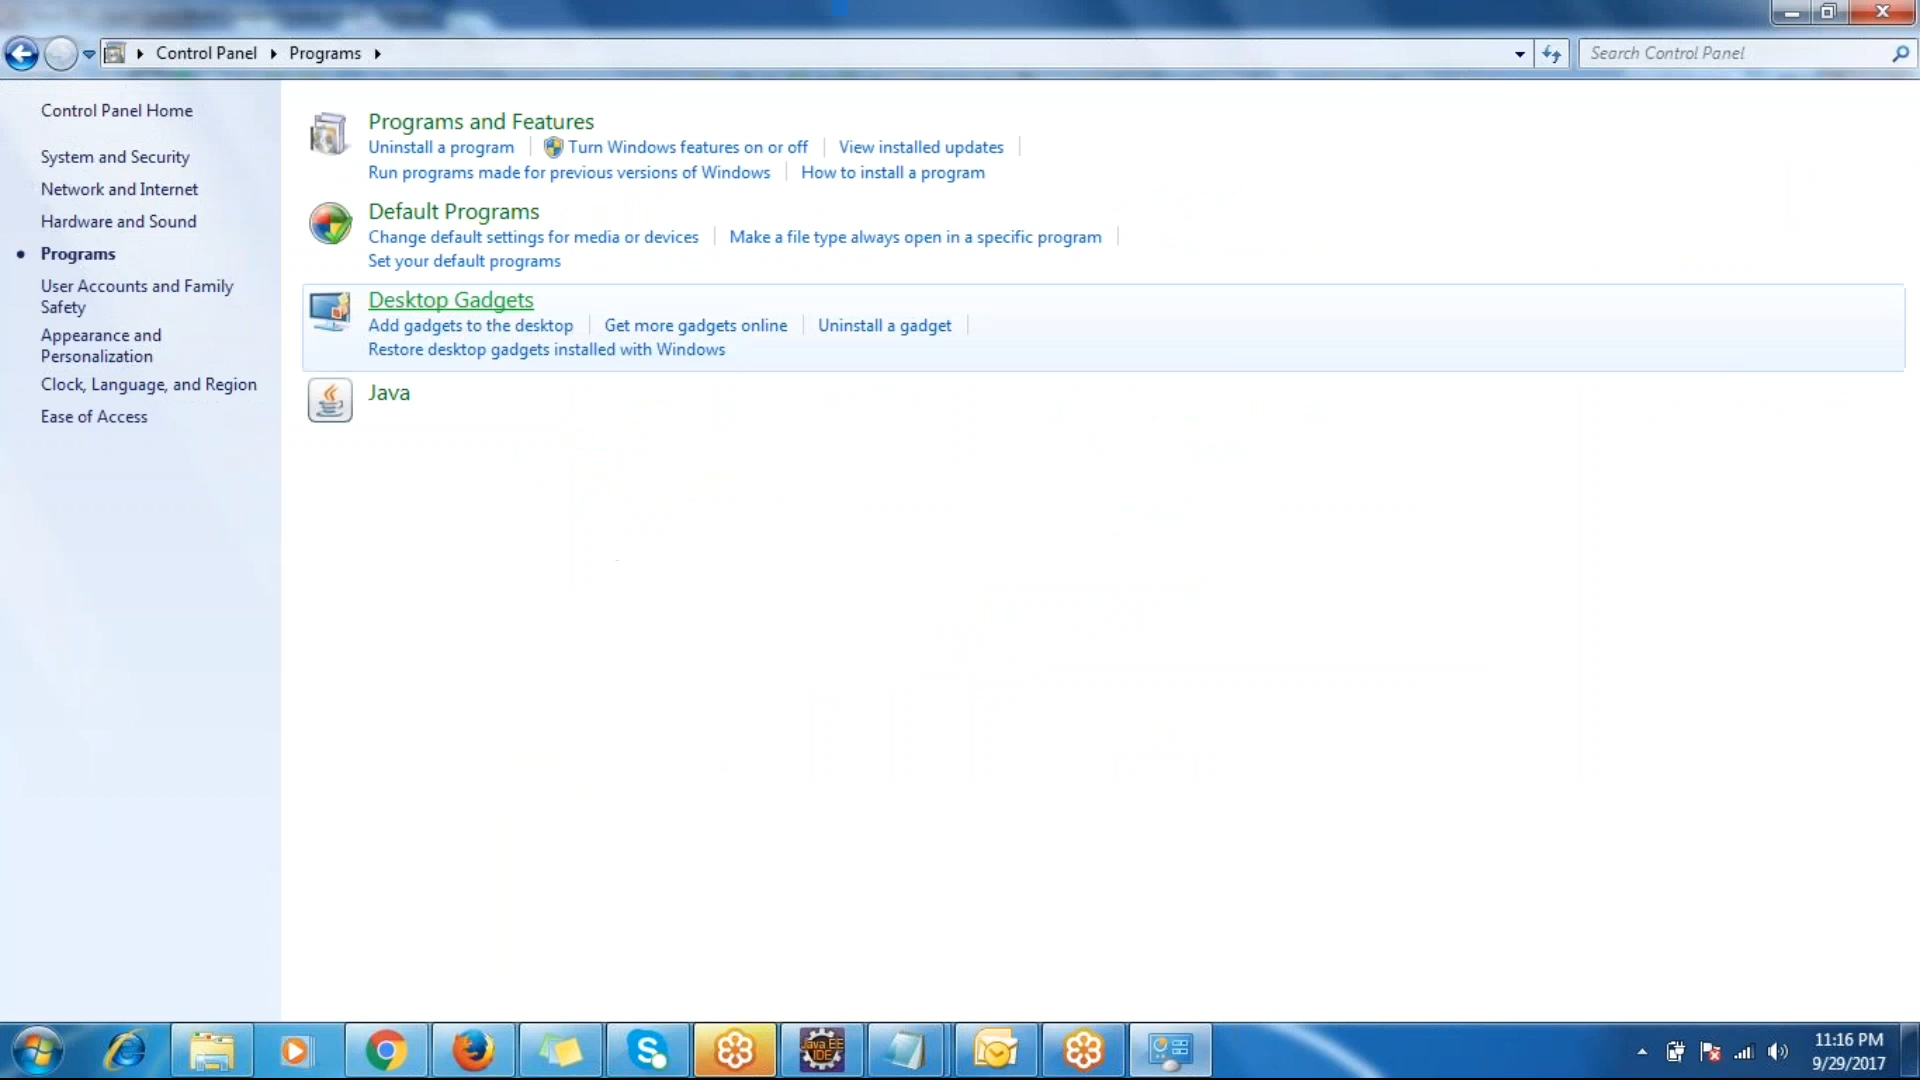 Control Panel Programs
Search Control Panel
Control Panel Home
System and Security
Network and Internet
Hardware and Sound
Programs
User Accounts and Family
Safety
Appearance and
Personalization
Clock, Language, and Region
Ease of Access
Programs and Features
Uninstall a program Turn Windows features on or off View installed updates
Run programs made for previous versions of Windows How to install a program
Default Programs
Change default settings for media or devices Make a file type always open in a specific program
Set your default programs
Desktop Gadgets
Add gadgets to the desktop Get more gadgets online Uninstall a gadget
Restore desktop gadgets installed with Windows
Java
Java EE
IDE
11:16 PM
9/29/2017